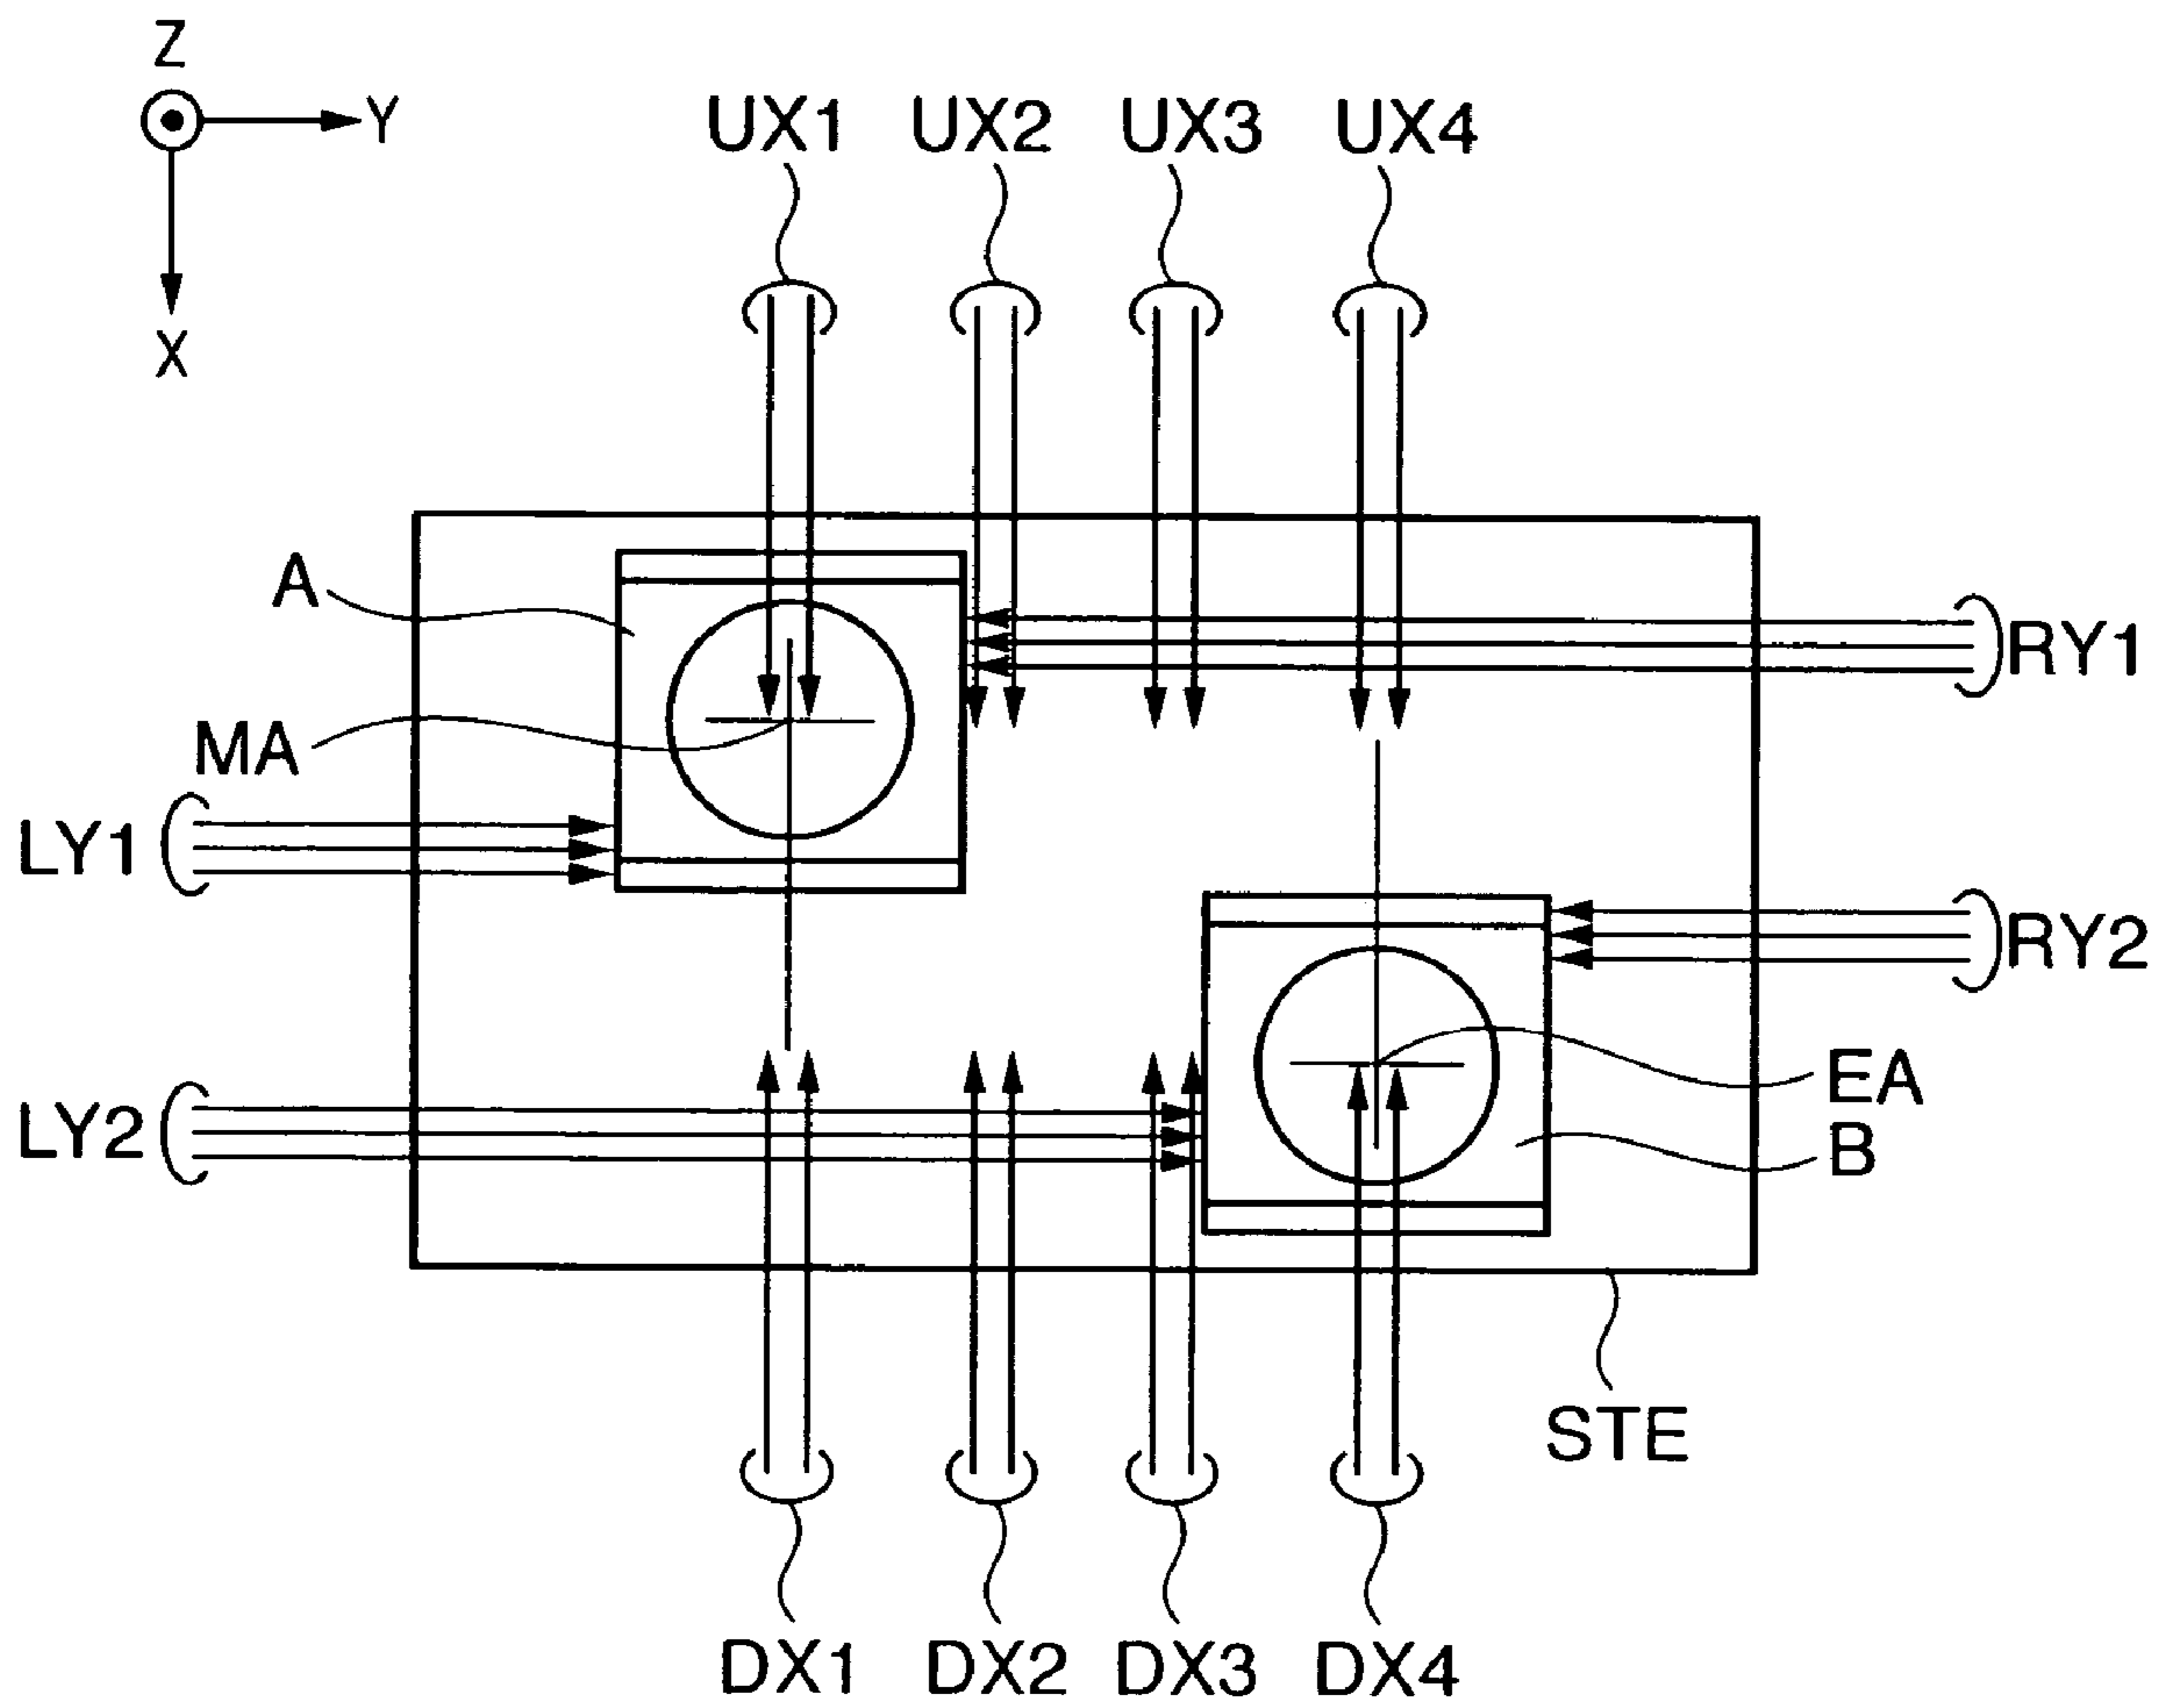 Z
Y
X
UX1 UX2 UX3 UX4
A
RY1
MA
LY1
RY2
EA
LY2
B
STE
DX1 DX2 DX3 DX4